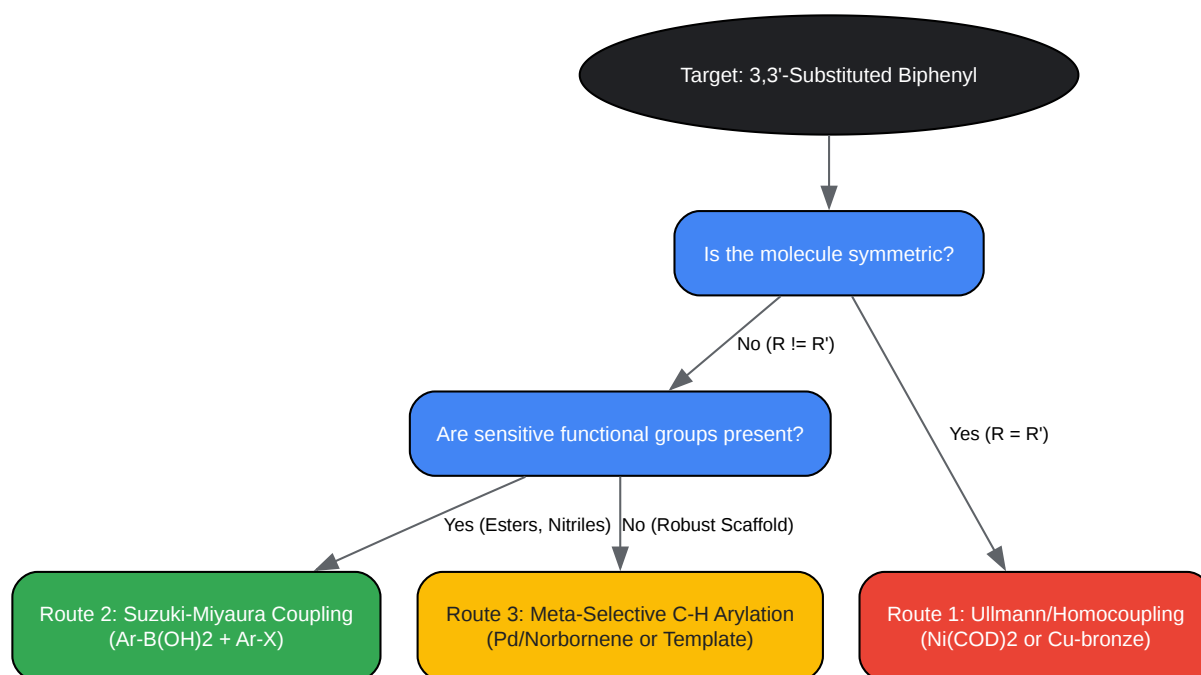 Target: 3,3'-Substituted Biphenyl
Is the molecule symmetric?
No (R != R')
Yes (R = R')
Are sensitive functional groups present?
Yes (Esters, Nitriles)
No (Robust Scaffold)
Route 2: Suzuki-Miyaura Coupling
(Ar-B(OH)2 + Ar-X)
Route 3: Meta-Selective C-H Arylation
(Pd/Norbornene or Template)
Route 1: Ullmann/Homocoupling
(Ni(COD)2 or Cu-bronze)